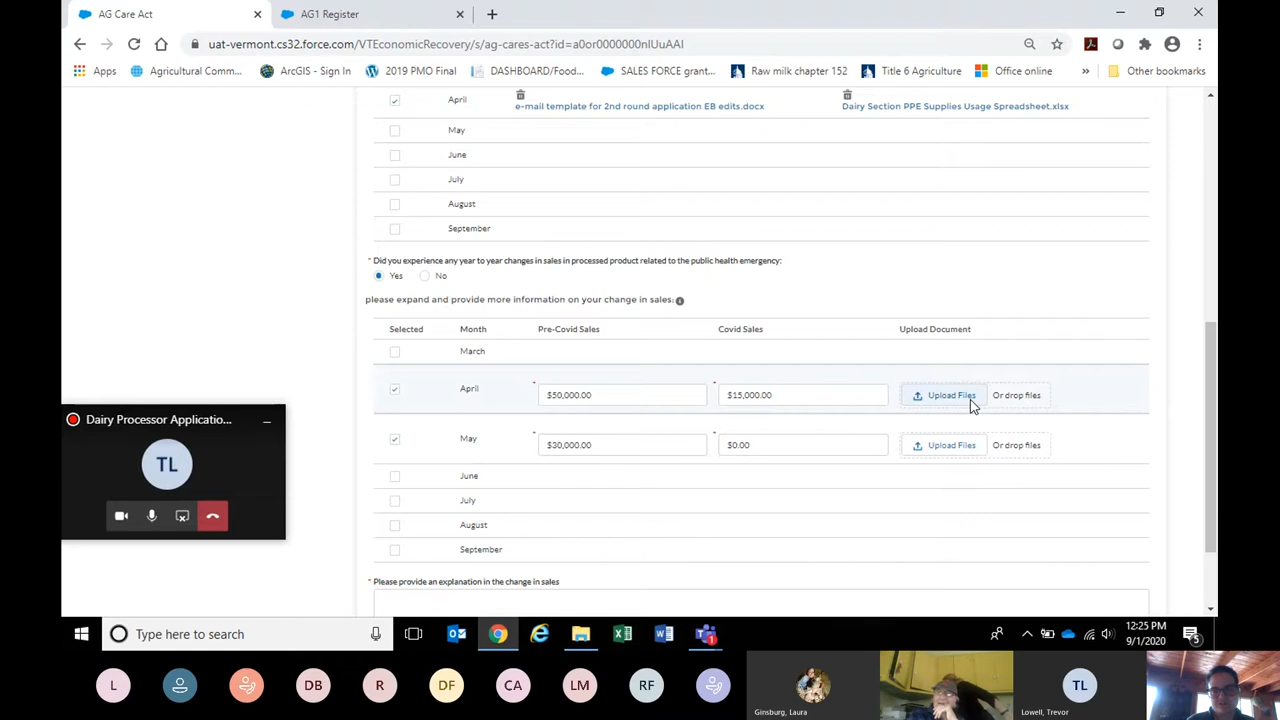 AG Care Act
AG1 Register
uat-vermont.cs32.force.com/VTEconomicRecovery/s/ag-cares-act?id=a0or0000000nIUuAAI
Apps Agricultural Comm... ArcGIS - Sign In 2019 PMO Final DASHBOARD/Food... SALES FORCE grant... Raw milk chapter 152 Title 6 Agriculture Office online » Other bookmarks
April e-mail template for 2nd round application EB edits.docx Dairy Section PPE Supplies Usage Spreadsheet.xlsx
May
June
July
August
September
* Did you experience any year to year changes in sales in processed product related to the public health emergency:
Yes No
please expand and provide more information on your change in sales:
Selected Month Pre-Covid Sales Covid Sales Upload Document
March
April * $50,000.00 * $15,000.00 Upload Files Or drop files
May * $30,000.00 * $0.00 Upload Files Or drop files
June
July
August
September
* Please provide an explanation in the change in sales
Dairy Processor Applicatio...
TL
Type here to search
12:25 PM
9/1/2020
L DB R DF CA LM RF TL
Ginsburg, Laura Lowell, Trevor